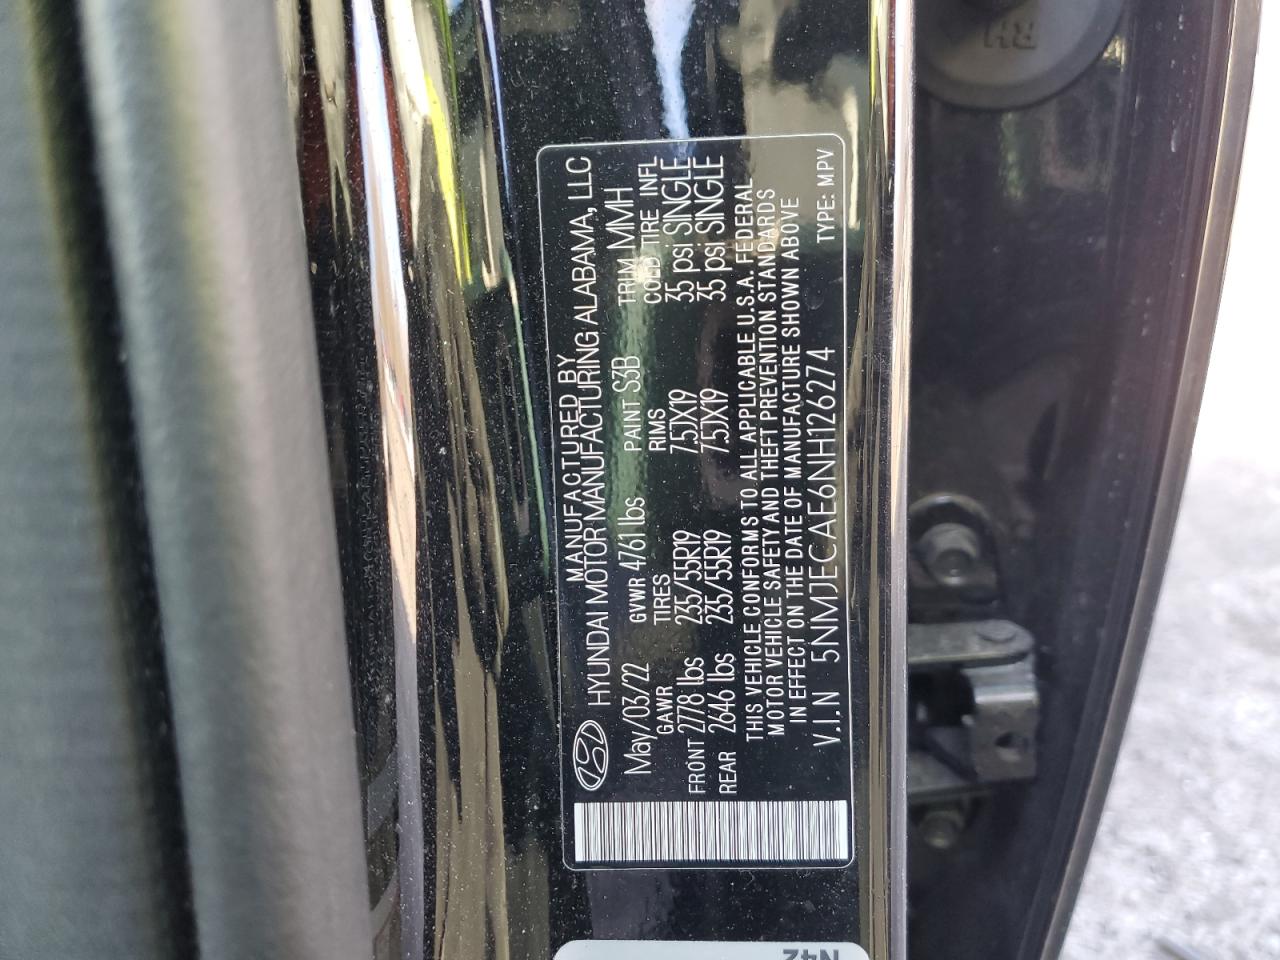 MANUFACTURED BY
HYUNDAI MOTOR MANUFACTURING ALABAMA, LLC
May/03/22 GVWR 4761 lbs PAINT S3B TRIM MMH
GAWR TIRES RIMS COLD TIRE INFL
FRONT 2778 lbs 235/55R19 7.5JX19 35 psi SINGLE
REAR 2646 lbs 235/55R19 7.5JX19 35 psi SINGLE
THIS VEHICLE CONFORMS TO ALL APPLICABLE U.S.A. FEDERAL
MOTOR VEHICLE SAFETY AND THEFT PREVENTION STANDARDS
IN EFFECT ON THE DATE OF MANUFACTURE SHOWN ABOVE
V.I.N 5NMJECAE6NH126274 TYPE: MPV
RH
N42